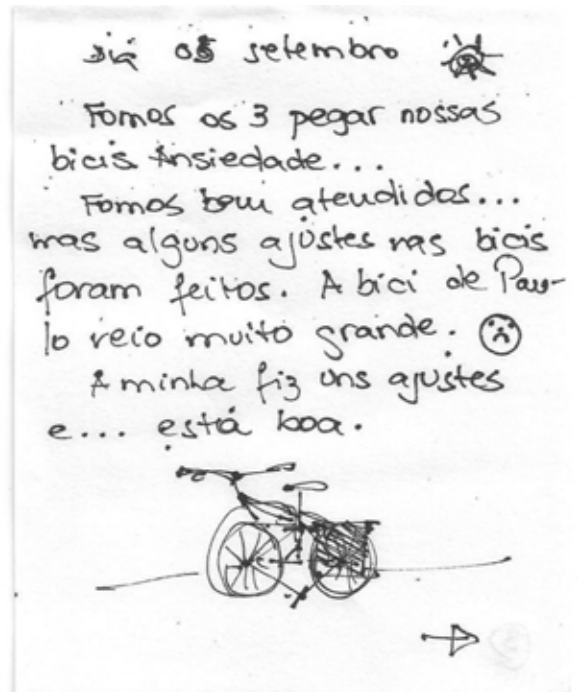 dia 05 setembro
Fomos os 3 pegar nossas
bicis Ansiedade...
Fomos bem atendidos...
mas alguns ajustes nas bicis
foram feitos. A bici de Pau-
lo veio muito grande.
A minha fiz uns ajustes
e... está boa.